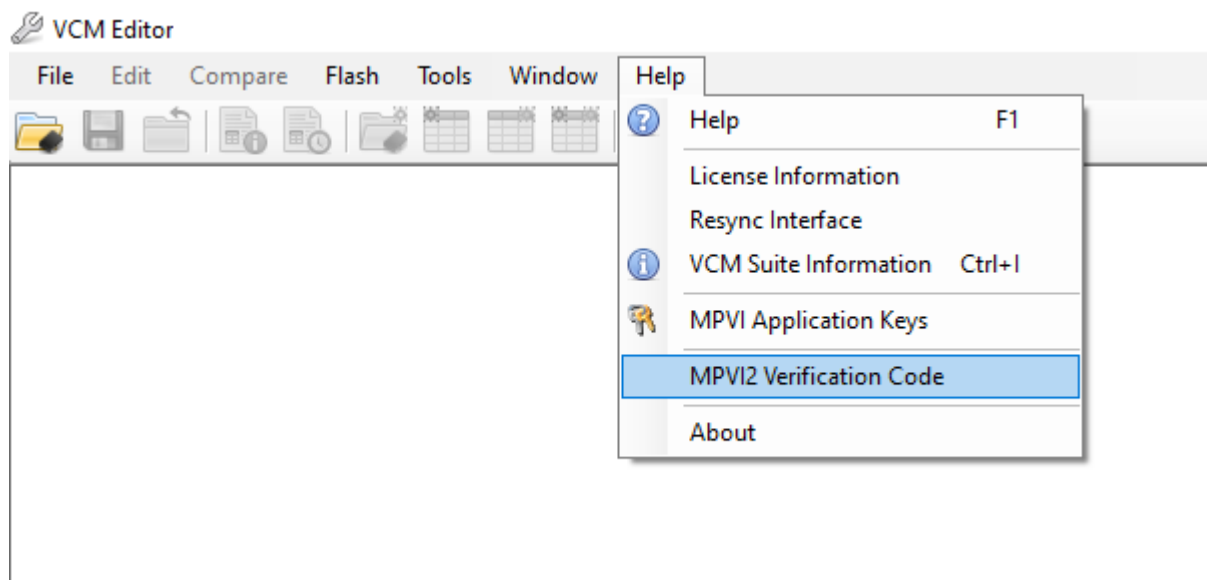 VCM Editor
File Edit Compare Flash Tools Window Help
Help F1
License Information
Resync Interface
VCM Suite Information Ctrl+I
MPVI Application Keys
MPVI2 Verification Code
About